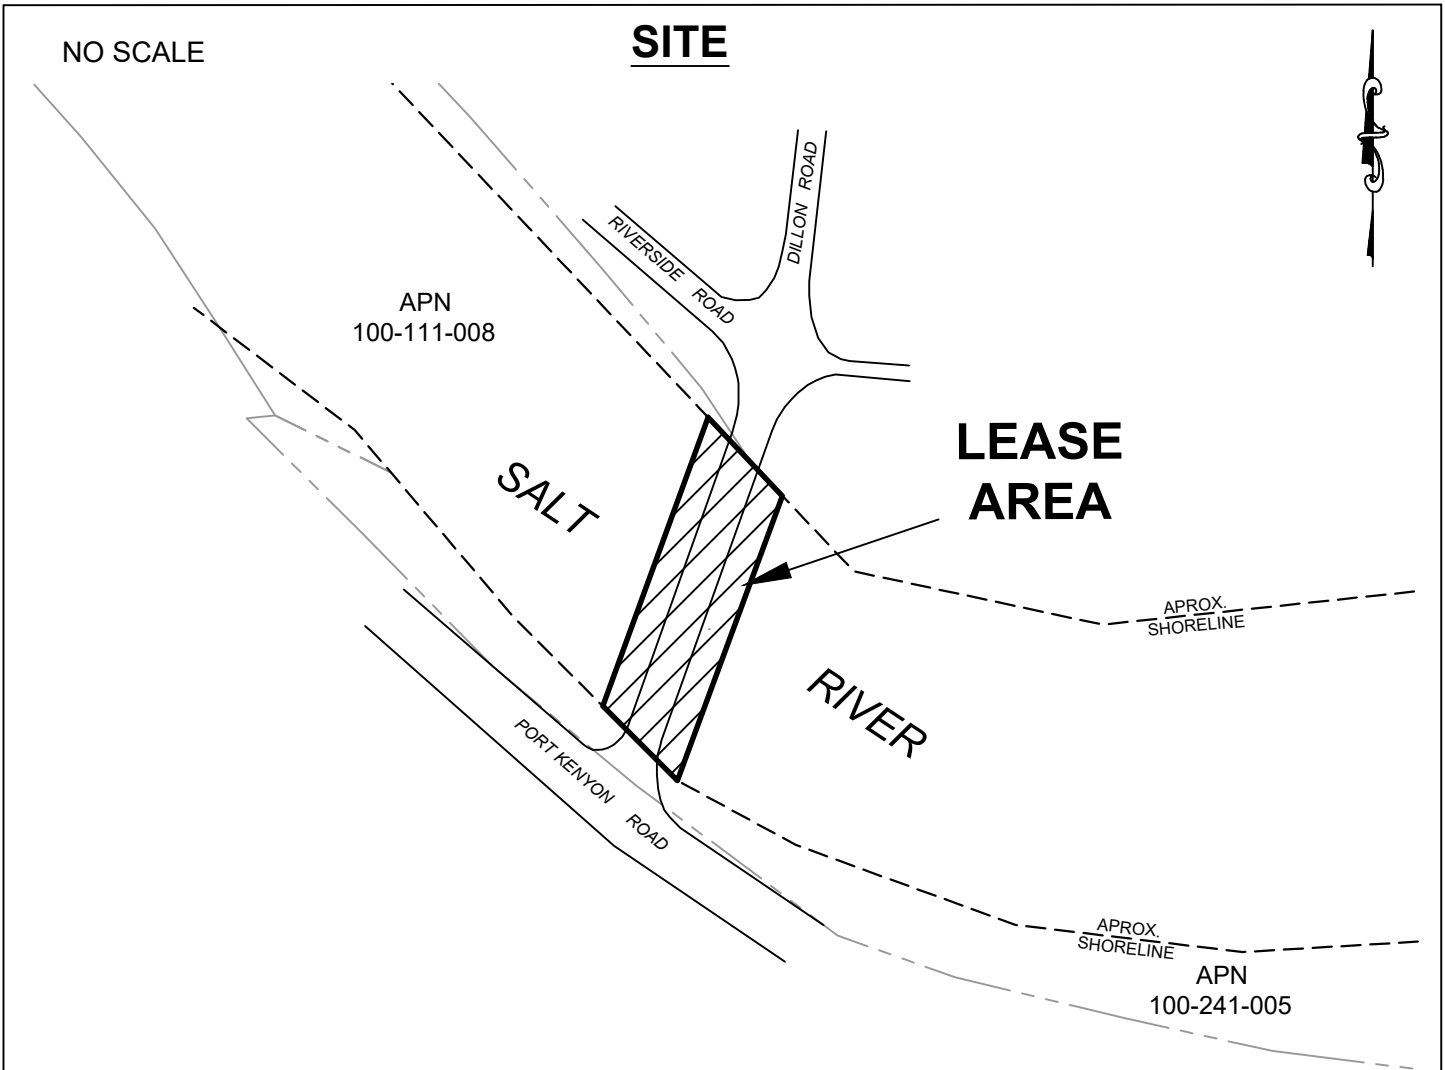 NO SCALE
SITE
DILLON ROAD
RIVERSIDE ROAD
APN
100-111-008
LEASE
AREA
SALT
RIVER
APROX.
SHORELINE
PORT KENYON ROAD
APROX.
SHORELINE
APN
100-241-005